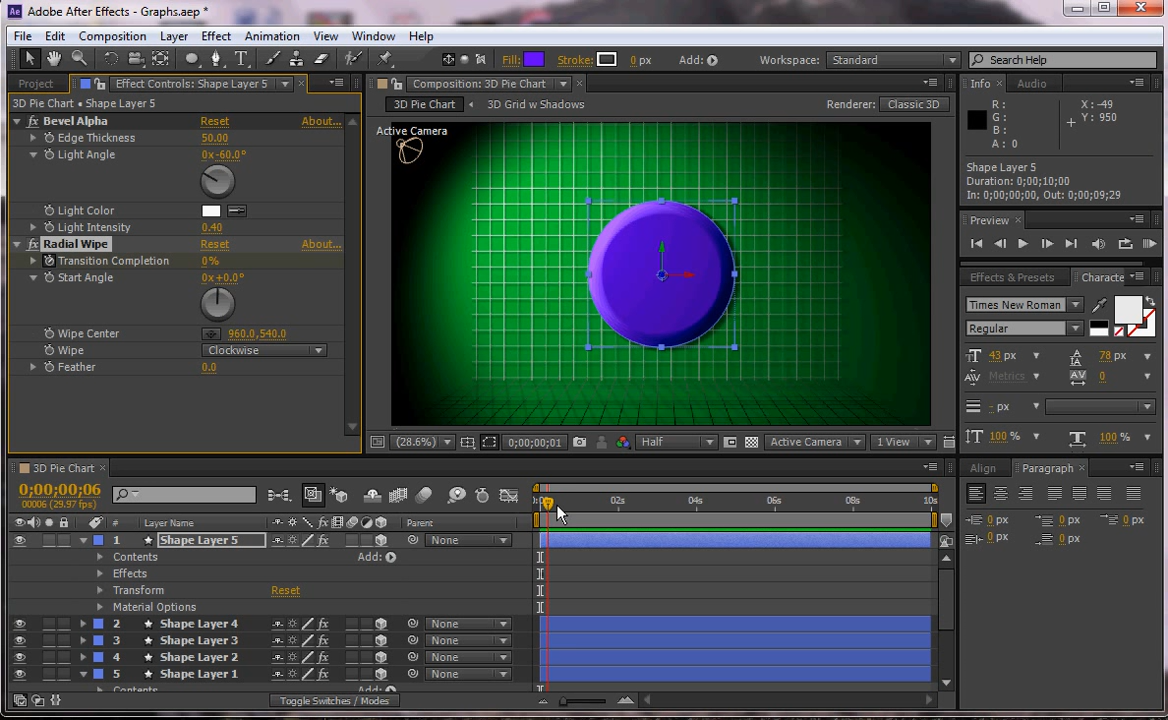 Ae Adobe After Effects - Graphs.aep *
File Edit Composition Layer Effect Animation View Window Help
Fill: Stroke: 0 px Add: Workspace: Standard Search Help
Project Effect Controls: Shape Layer 5
3D Pie Chart • Shape Layer 5
fx Bevel Alpha Reset About...
Edge Thickness 50.00
Light Angle 0x-60.0°
Light Color
Light Intensity 0.40
fx Radial Wipe Reset About...
Transition Completion 0%
Start Angle 0x+0.0°
Wipe Center 960.0,540.0
Wipe Clockwise
Feather 0.0
Composition: 3D Pie Chart
3D Pie Chart 3D Grid w Shadows Renderer: Classic 3D
Active Camera
(28.6%) 0;00;00;01 Half Active Camera 1 View
Info Audio
R :
G :
B :
A : 0
X : -49
Y : 950
Shape Layer 5
Duration: 0;00;10;00
In: 0;00;00;00, Out: 0;00;09;29
Preview
Effects & Presets Characte
Times New Roman
Regular
43 px 78 px
Metrics 0
- px
100 % 100 %
3D Pie Chart
0;00;00;06
00006 (29.97 fps)
02s 04s 06s 08s 10s
# Layer Name Parent
1 Shape Layer 5 fx None
Contents Add:
Effects
Transform Reset
Material Options
2 Shape Layer 4 fx None
3 Shape Layer 3 fx None
4 Shape Layer 2 fx None
5 Shape Layer 1 fx None
Contents Add:
Toggle Switches / Modes
Align Paragraph
0 px 0 px 0 px
0 px 0 px